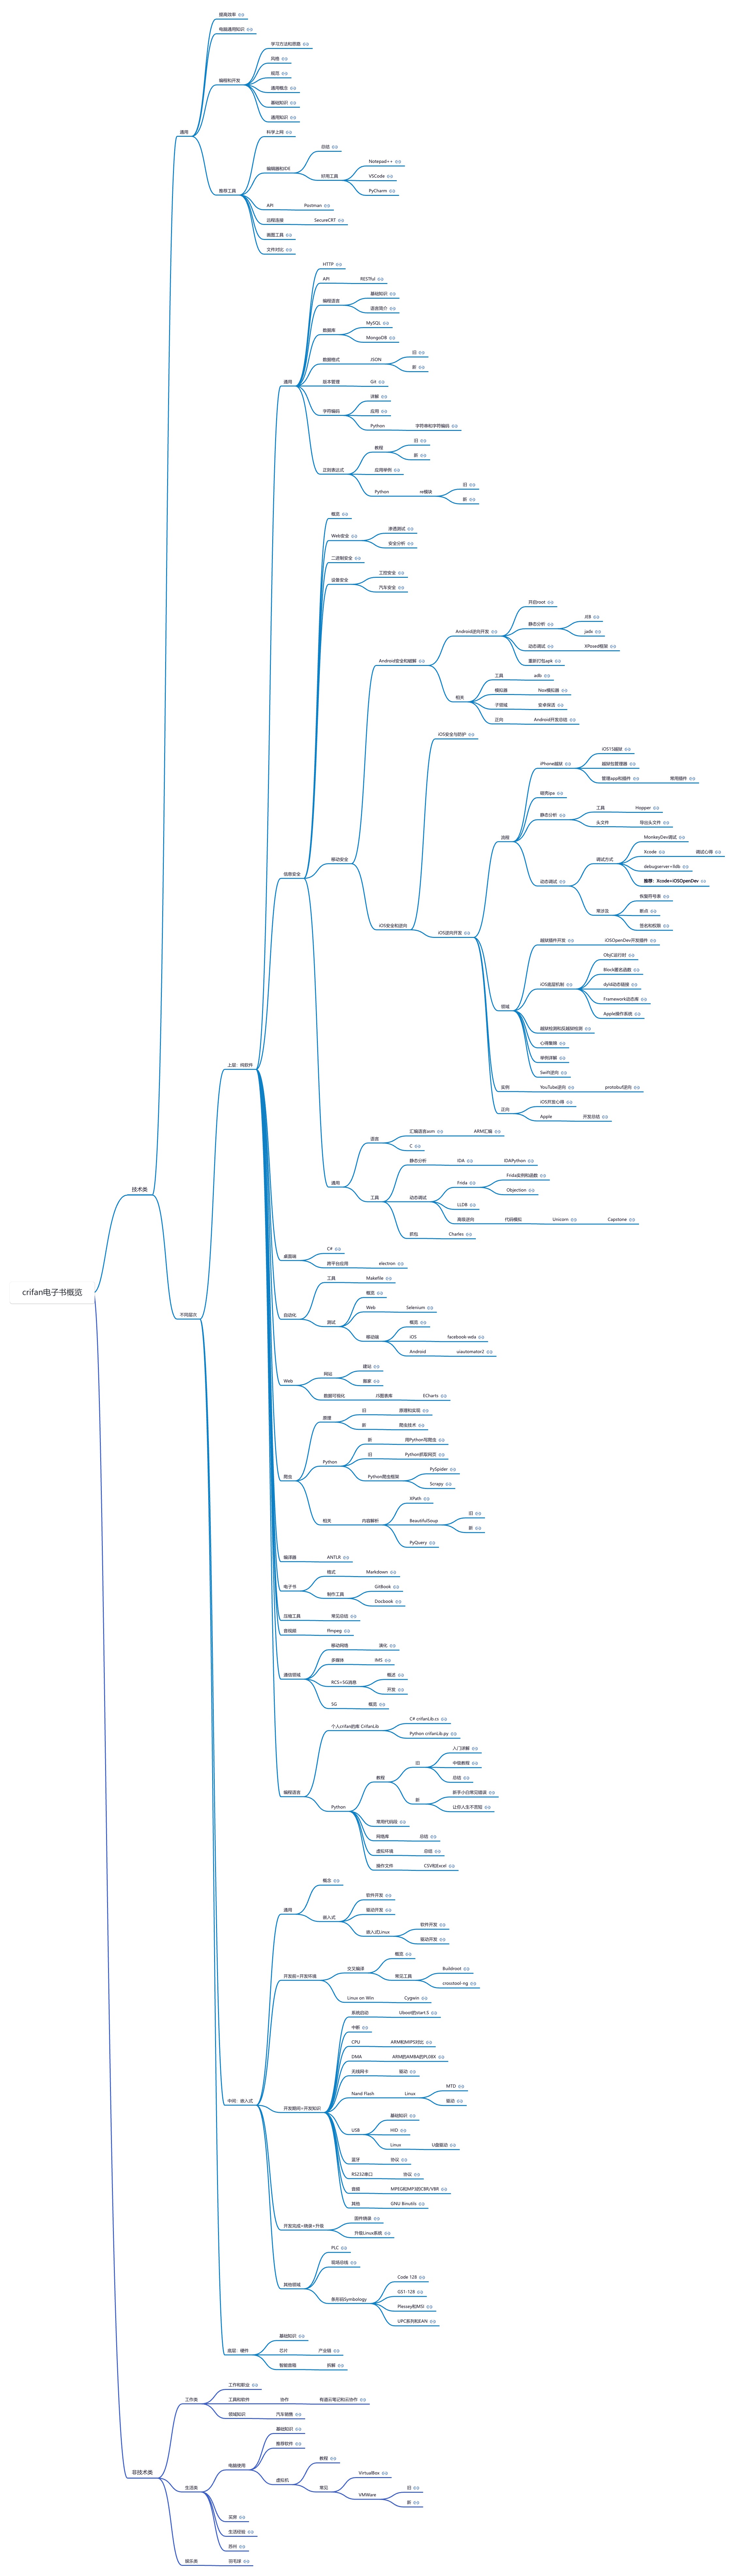 crifan电子书概览
技术类
通用
提高效率
电脑通用知识
编程和开发
学习方法和思路
风格
规范
通用概念
基础知识
通用知识
推荐工具
科学上网
编辑器和IDE
总结
好用工具
Notepad++
VSCode
PyCharm
API
Postman
远程连接
SecureCRT
画图工具
文件对比
不同层次
上层：纯软件
通用
HTTP
API
RESTful
编程语言
基础知识
语言简介
数据库
MySQL
MongoDB
数据格式
JSON
旧
新
版本管理
Git
字符编码
详解
应用
Python
字符串和字符编码
正则表达式
教程
旧
新
应用举例
Python
re模块
旧
新
信息安全
概览
Web安全
渗透测试
安全分析
二进制安全
设备安全
工控安全
汽车安全
移动安全
Android安全和破解
Android逆向开发
开启root
静态分析
JEB
jadx
动态调试
XPosed框架
重新打包apk
相关
工具
adb
模拟器
Nox模拟器
子领域
安卓保活
正向
Android开发总结
iOS安全和逆向
iOS安全与防护
iOS逆向开发
流程
iPhone越狱
iOS15越狱
越狱包管理器
管理app和插件
常用插件
砸壳ipa
静态分析
工具
Hopper
头文件
导出头文件
动态调试
调试方式
MonkeyDev调试
Xcode
调试心得
debugserver+lldb
推荐：Xcode+iOSOpenDev
常涉及
恢复符号表
断点
签名和权限
领域
越狱插件开发
iOSOpenDev开发插件
iOS底层机制
ObjC运行时
Block匿名函数
dyld动态链接
Framework动态库
Apple操作系统
越狱检测和反越狱检测
心得集锦
举例详解
Swift逆向
实例
YouTube逆向
protobuf逆向
正向
iOS开发心得
Apple
开发总结
通用
语言
汇编语言asm
ARM汇编
C
工具
静态分析
IDA
IDAPython
动态调试
Frida
Frida实例和函数
Objection
LLDB
高级逆向
代码模拟
Unicorn
Capstone
抓包
Charles
桌面端
C#
跨平台应用
electron
自动化
工具
Makefile
测试
概览
Web
Selenium
移动端
概览
iOS
facebook-wda
Android
uiautomator2
Web
网站
建站
搬家
数据可视化
JS图表库
ECharts
爬虫
原理
旧
原理和实现
新
爬虫技术
Python
新
用Python写爬虫
旧
Python抓取网页
Python爬虫框架
PySpider
Scrapy
相关
内容解析
XPath
BeautifulSoup
旧
新
PyQuery
编译器
ANTLR
电子书
格式
Markdown
制作工具
GitBook
Docbook
压缩工具
常见总结
音视频
ffmpeg
通信领域
移动网络
演化
多媒体
IMS
RCS=5G消息
概述
开发
5G
概览
编程语言
个人crifan的库 CrifanLib
C# crifanLib.cs
Python crifanLib.py
Python
教程
旧
入门详解
中级教程
总结
新
新手小白常见错误
让你人生不苦短
常用代码段
网络库
总结
虚拟环境
总结
操作文件
CSV和Excel
中间：嵌入式
通用
概念
嵌入式
软件开发
驱动开发
嵌入式Linux
软件开发
驱动开发
开发前=开发环境
交叉编译
概览
常见工具
Buildroot
crosstool-ng
Linux on Win
Cygwin
开发期间=开发知识
系统启动
Uboot的start.S
中断
CPU
ARM和MIPS对比
DMA
ARM的AMBA的PL08X
无线网卡
驱动
Nand Flash
Linux
MTD
驱动
USB
基础知识
HID
Linux
U盘驱动
蓝牙
协议
RS232串口
协议
音频
MPEG和MP3的CBR/VBR
其他
GNU Binutils
开发完成=烧录+升级
固件烧录
升级Linux系统
其他领域
PLC
现场总线
条形码Symbology
Code 128
GS1-128
Plessey和MSI
UPC系列和EAN
底层：硬件
基础知识
芯片
产业链
智能音箱
拆解
非技术类
工作类
工作和职业
工具和软件
协作
有道云笔记和云协作
领域知识
汽车销售
生活类
电脑使用
基础知识
推荐软件
虚拟机
教程
常见
VirtualBox
VMWare
旧
新
买房
生活经验
苏州
娱乐类
羽毛球